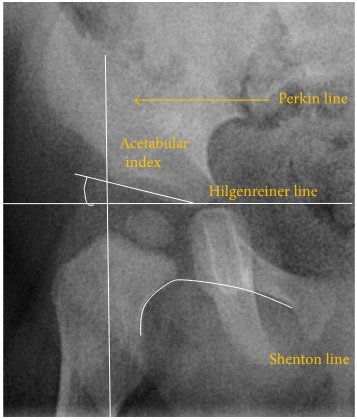 Perkin line
Acetabular
index
Hilgenreiner line
Shenton line